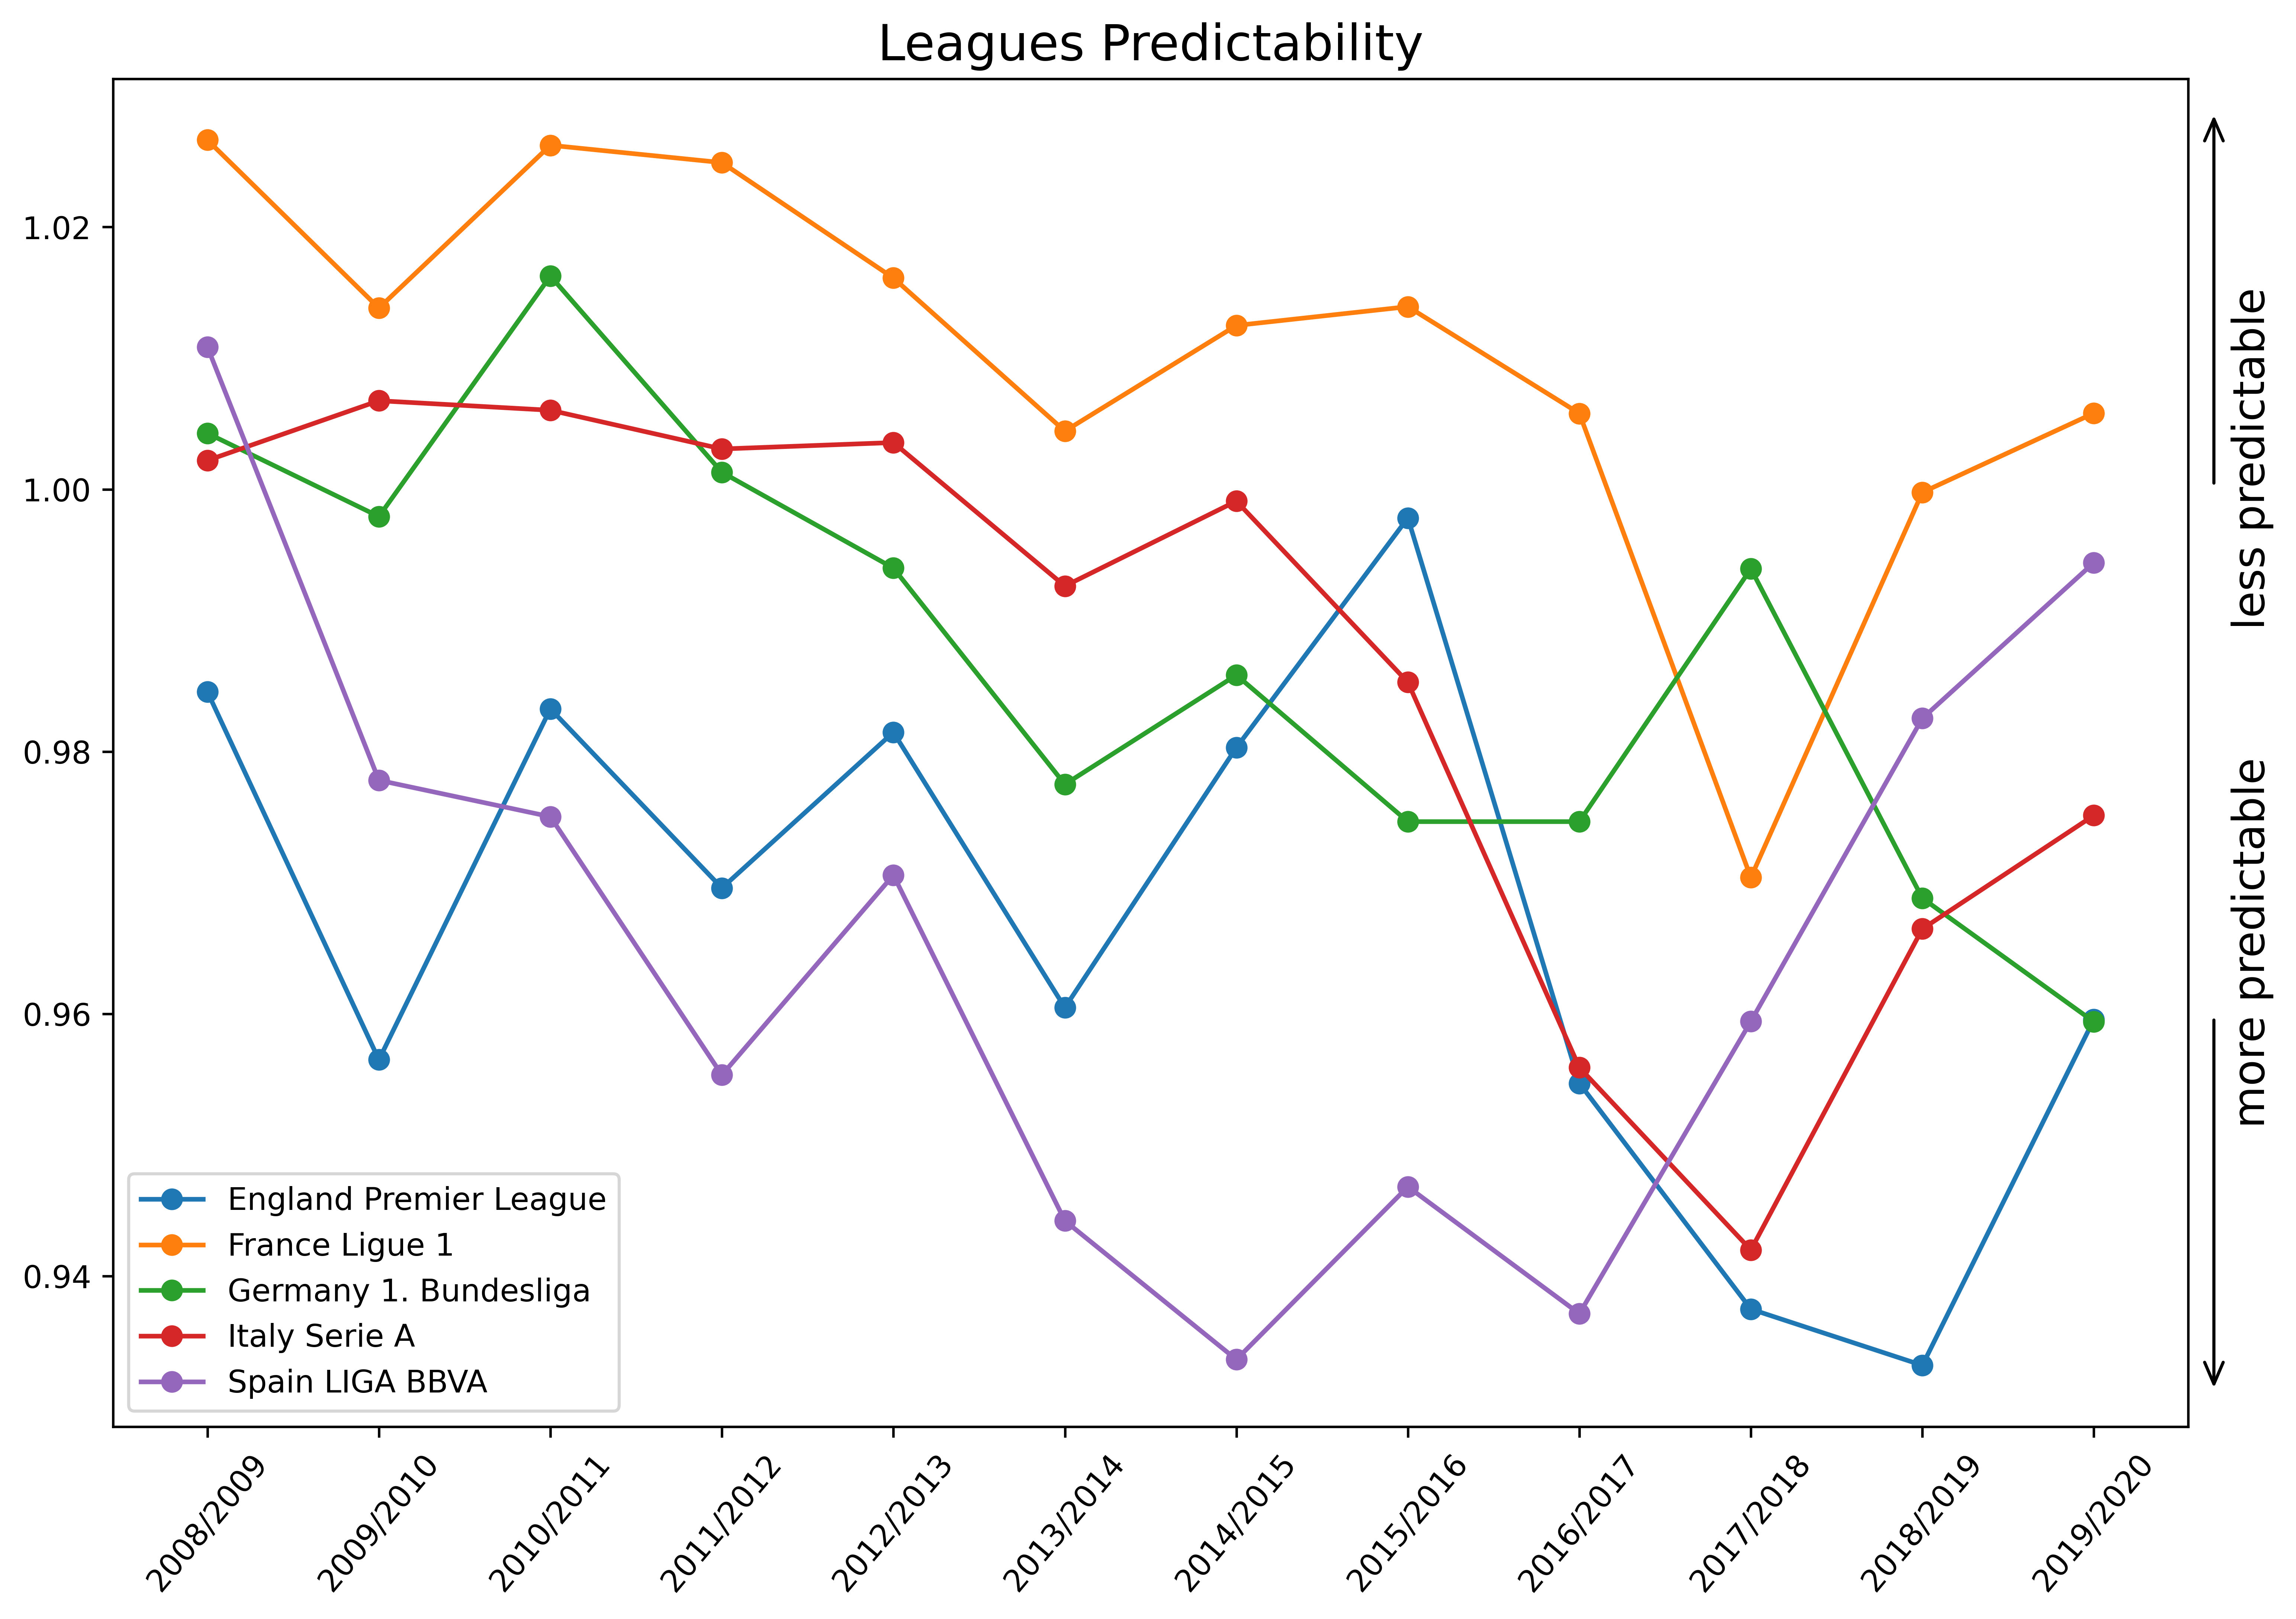 Leagues Predictability
1.02
1.00
0.98
0.96
0.94
less predictable
more predictable
England Premier League
France Ligue 1
Germany 1. Bundesliga
Italy Serie A
Spain LIGA BBVA
2008/2009
2009/2010
2010/2011
2011/2012
2012/2013
2013/2014
2014/2015
2015/2016
2016/2017
2017/2018
2018/2019
2019/2020